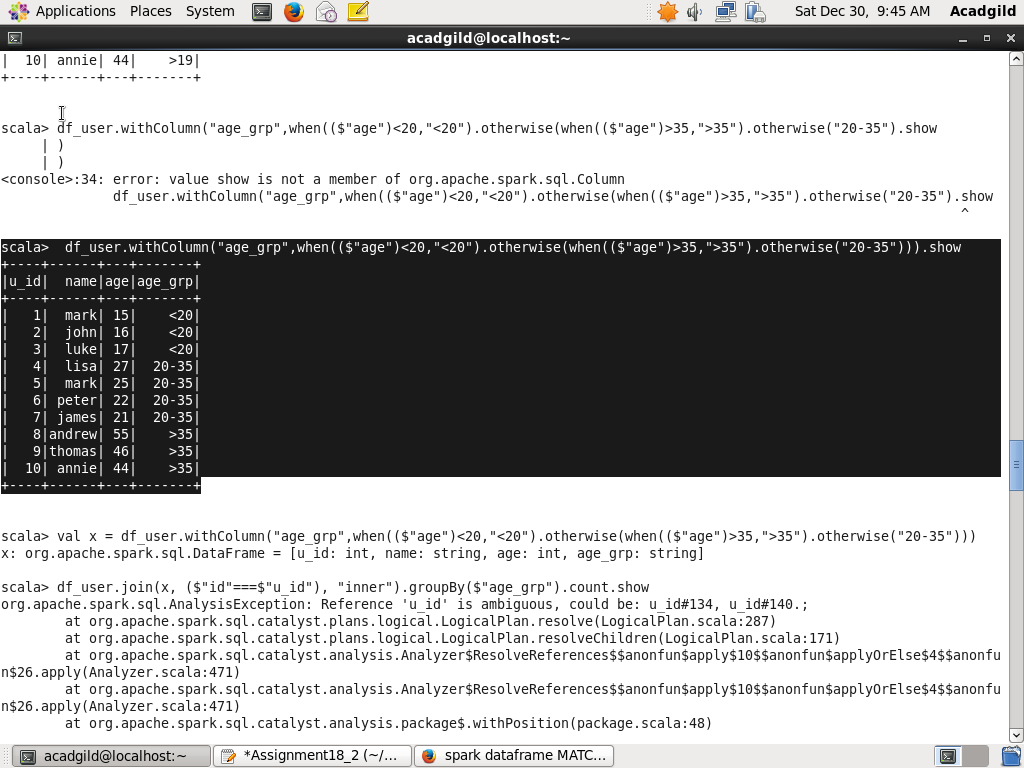 Applications Places System Sat Dec 30, 9:45 AM Acadgild
acadgild@localhost:~
|  10| annie| 44|    >19|
+----+------+---+-------+
scala> df_user.withColumn("age_grp",when(($"age")<20,"<20").otherwise(when(($"age")>35,">35").otherwise("20-35").show
     | )
     | )
<console>:34: error: value show is not a member of org.apache.spark.sql.Column
              df_user.withColumn("age_grp",when(($"age")<20,"<20").otherwise(when(($"age")>35,">35").otherwise("20-35").show
                                                                                                                        ^
scala>  df_user.withColumn("age_grp",when(($"age")<20,"<20").otherwise(when(($"age")>35,">35").otherwise("20-35"))).show
+----+------+---+-------+
|u_id|  name|age|age_grp|
+----+------+---+-------+
|   1|  mark| 15|    <20|
|   2|  john| 16|    <20|
|   3|  luke| 17|    <20|
|   4|  lisa| 27|  20-35|
|   5|  mark| 25|  20-35|
|   6| peter| 22|  20-35|
|   7| james| 21|  20-35|
|   8|andrew| 55|    >35|
|   9|thomas| 46|    >35|
|  10| annie| 44|    >35|
+----+------+---+-------+
scala> val x = df_user.withColumn("age_grp",when(($"age")<20,"<20").otherwise(when(($"age")>35,">35").otherwise("20-35")))
x: org.apache.spark.sql.DataFrame = [u_id: int, name: string, age: int, age_grp: string]
scala> df_user.join(x, ($"id"===$"u_id"), "inner").groupBy($"age_grp").count.show
org.apache.spark.sql.AnalysisException: Reference 'u_id' is ambiguous, could be: u_id#134, u_id#140.;
        at org.apache.spark.sql.catalyst.plans.logical.LogicalPlan.resolve(LogicalPlan.scala:287)
        at org.apache.spark.sql.catalyst.plans.logical.LogicalPlan.resolveChildren(LogicalPlan.scala:171)
        at org.apache.spark.sql.catalyst.analysis.Analyzer$ResolveReferences$$anonfun$apply$10$$anonfun$applyOrElse$4$$anonfu
n$26.apply(Analyzer.scala:471)
        at org.apache.spark.sql.catalyst.analysis.Analyzer$ResolveReferences$$anonfun$apply$10$$anonfun$applyOrElse$4$$anonfu
n$26.apply(Analyzer.scala:471)
        at org.apache.spark.sql.catalyst.analysis.package$.withPosition(package.scala:48)
acadgild@localhost:~ *Assignment18_2 (~/... spark dataframe MATC...